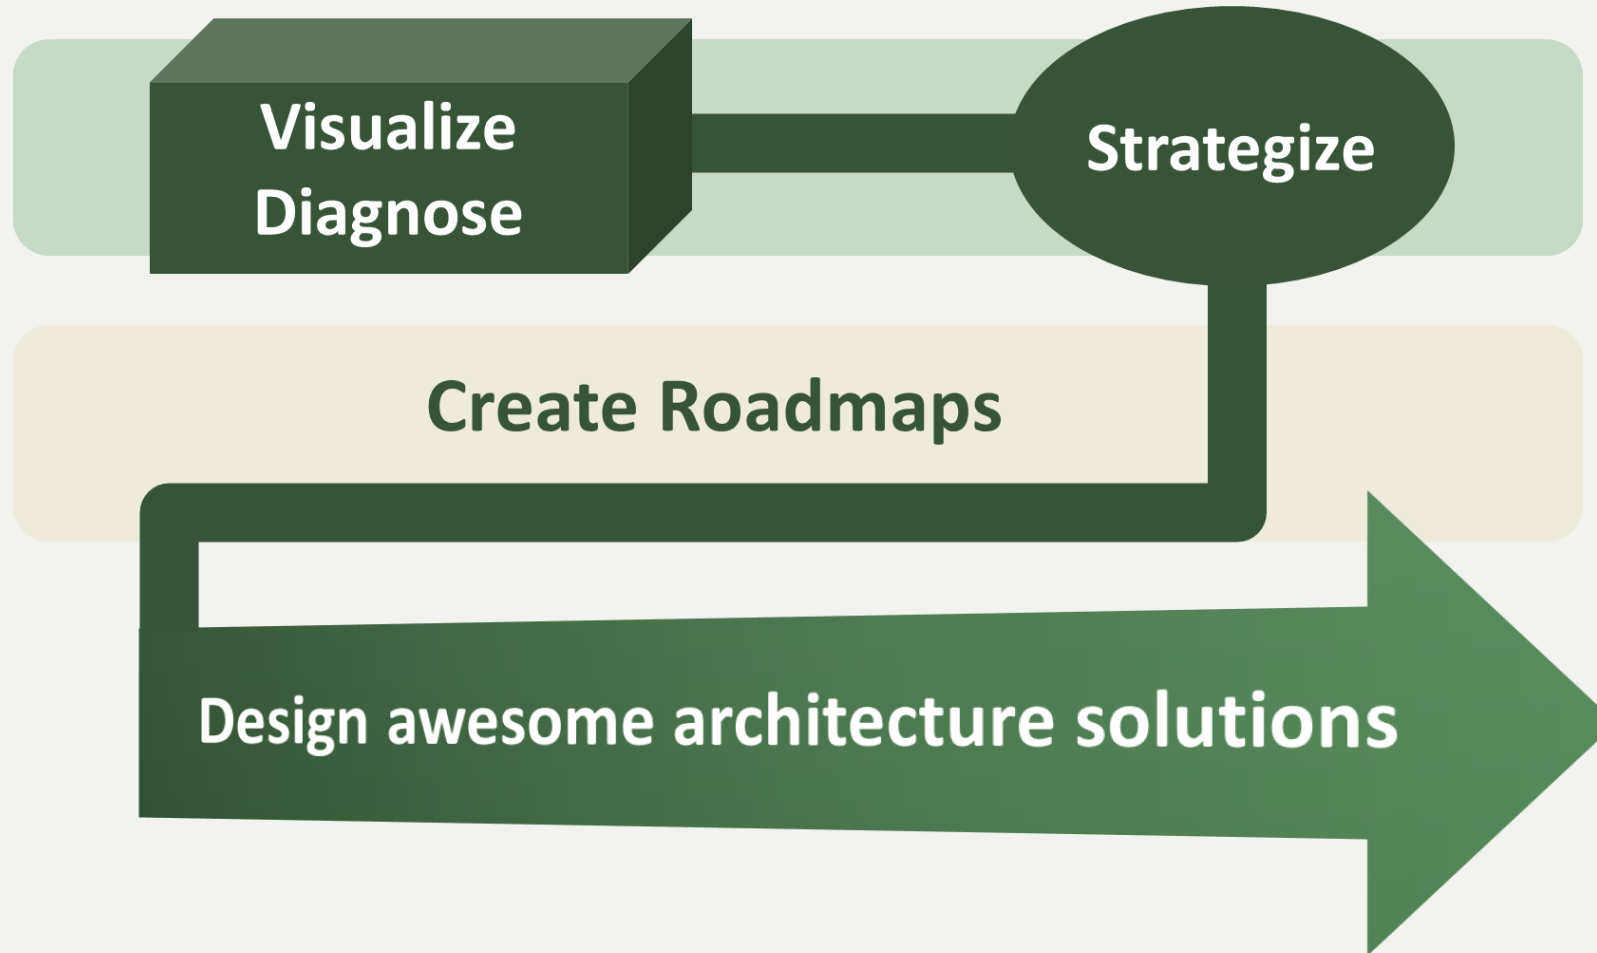 Visualize
Diagnose
Strategize
Create Roadmaps
Design awesome architecture solutions